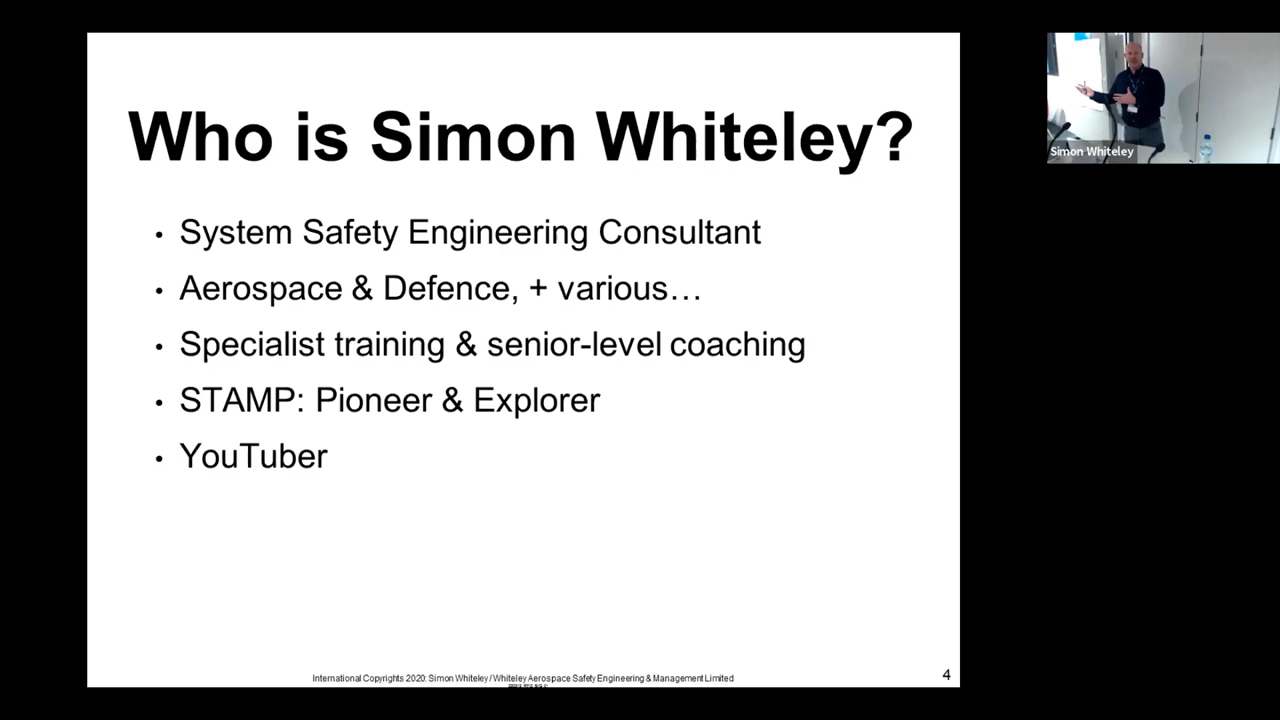 Who is Simon Whiteley?
• System Safety Engineering Consultant
• Aerospace & Defence, + various…
• Specialist training & senior-level coaching
• STAMP: Pioneer & Explorer
• YouTuber
International Copyrights 2020: Simon Whiteley / Whiteley Aerospace Safety Engineering & Management Limited
4
Simon Whiteley